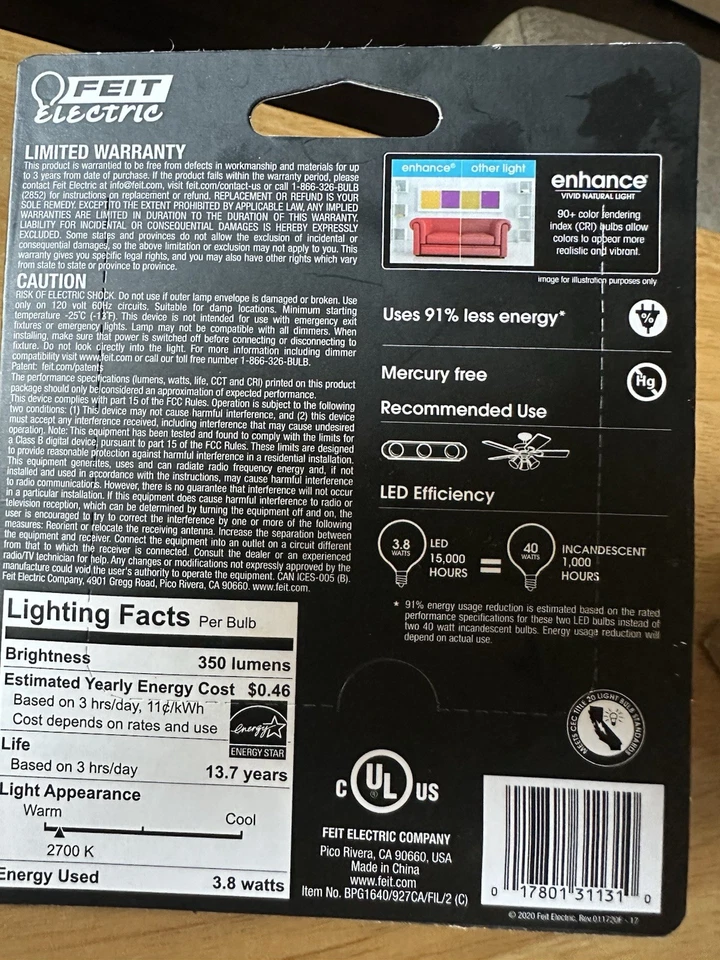 FEIT
Electric
LIMITED WARRANTY
This product is warrantied to be free from defects in workmanship and materials for up
to 3 years from date of purchase. If the product fails within the warranty period, please
contact Feit Electric at info@feit.com, visit feit.com/contact-us or call 1-866-326-BULB
(2852) for instructions on replacement or refund. REPLACEMENT OR REFUND IS YOUR
SOLE REMEDY. EXCEPT TO THE EXTENT PROHIBITED BY APPLICABLE LAW, ANY IMPLIED
WARRANTIES ARE LIMITED IN DURATION TO THE DURATION OF THIS WARRANTY.
LIABILITY FOR INCIDENTAL OR CONSEQUENTIAL DAMAGES IS HEREBY EXPRESSLY
EXCLUDED. Some states and provinces do not allow the exclusion of incidental or
consequential damages, so the above limitation or exclusion may not apply to you. This
warranty gives you specific legal rights, and you may also have other rights which vary
from state to state or province to province.
CAUTION
RISK OF ELECTRIC SHOCK. Do not use if outer lamp envelope is damaged or broken. Use
only on 120 volt 60Hz circuits. Suitable for damp locations. Minimum starting
temperature -25°C (-13°F). This device is not intended for use with emergency exit
fixtures or emergency lights. Lamp may not be compatible with all dimmers. When
installing, make sure that power is switched off before connecting or disconnecting to
fixture. Do not look directly into the light. For more information including dimmer
compatibility visit www.feit.com or call our toll free number 1-866-326-BULB.
Patent: feit.com/patents
The performance specifications (lumens, watts, life, CCT and CRI) printed on this product
package should only be considered an approximation of expected performance.
This device complies with part 15 of the FCC Rules. Operation is subject to the following
two conditions: (1) This device may not cause harmful interference, and (2) this device
must accept any interference received, including interference that may cause undesired
operation. Note: This equipment has been tested and found to comply with the limits for
a Class B digital device, pursuant to part 15 of the FCC Rules. These limits are designed
to provide reasonable protection against harmful interference in a residential installation.
This equipment generates, uses and can radiate radio frequency energy and, if not
installed and used in accordance with the instructions, may cause harmful interference
to radio communications. However, there is no guarantee that interference will not occur
in a particular installation. If this equipment does cause harmful interference to radio or
television reception, which can be determined by turning the equipment off and on, the
user is encouraged to try to correct the interference by one or more of the following
measures: Reorient or relocate the receiving antenna. Increase the separation between
the equipment and receiver. Connect the equipment into an outlet on a circuit different
from that to which the receiver is connected. Consult the dealer or an experienced
radio/TV technician for help. Any changes or modifications not expressly approved by the
manufacture could void the user's authority to operate the equipment. CAN ICES-005 (B).
Feit Electric Company, 4901 Gregg Road, Pico Rivera, CA 90660. www.feit.com.
Lighting Facts Per Bulb
Brightness 350 lumens
Estimated Yearly Energy Cost $0.46
Based on 3 hrs/day, 11¢/kWh
Cost depends on rates and use
energy
ENERGY STAR
Life
Based on 3 hrs/day 13.7 years
Light Appearance
Warm Cool
2700 K
Energy Used 3.8 watts
enhance® other light
enhance®
VIVID NATURAL LIGHT
90+ color rendering
index (CRI) bulbs allow
colors to appear more
realistic and vibrant.
image for illustration purposes only
Uses 91% less energy*
%
Mercury free
Hg
Recommended Use
LED Efficiency
3.8
WATTS
LED
15,000
HOURS
=
40
WATTS
INCANDESCENT
1,000
HOURS
* 91% energy usage reduction is estimated based on the rated
performance specifications for these two LED bulbs instead of
two 40 watt incandescent bulbs. Energy usage reduction will
depend on actual use.
MEETS CEC TITLE 20 LIGHT BULB STANDARDS
C UL US
FEIT ELECTRIC COMPANY
Pico Rivera, CA 90660, USA
Made in China
www.feit.com
Item No. BPG1640/927CA/FIL/2 (C)
0 17801 31131 0
© 2020 Feit Electric, Rev.011720F - 17